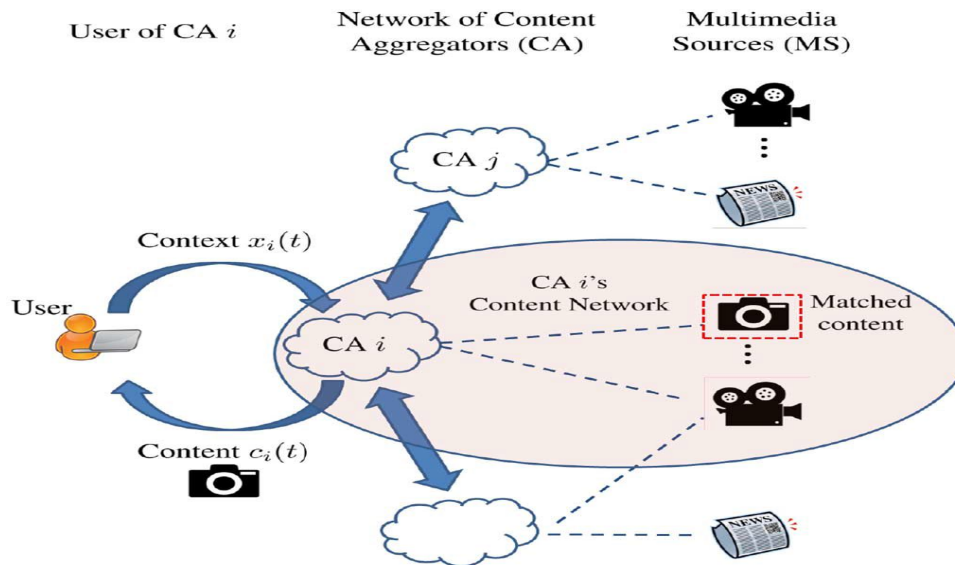 User of CA i
Network of Content
Aggregators (CA)
Multimedia
Sources (MS)
CA j
NEWS
Context x_i(t)
CA i's
Content Network
User
Matched
content
CA i
Content c_i(t)
NEWS